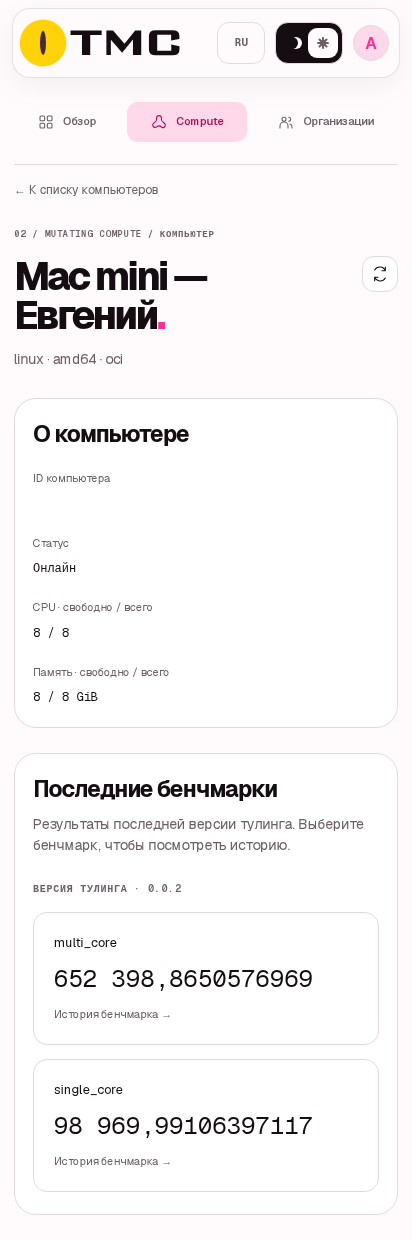 TMC
RU
A
Обзор
Compute
Организации
← К списку компьютеров
02 / MUTATING COMPUTE / КОМПЬЮТЕР
Mac mini —
Евгений.
linux · amd64 · oci
О компьютере
ID компьютера
Статус
Онлайн
CPU · свободно / всего
8 / 8
Память · свободно / всего
8 / 8 GiB
Последние бенчмарки
Результаты последней версии тулинга. Выберите
бенчмарк, чтобы посмотреть историю.
ВЕРСИЯ ТУЛИНГА · 0.0.2
multi_core
652 398,8650576969
История бенчмарка →
single_core
98 969,99106397117
История бенчмарка →